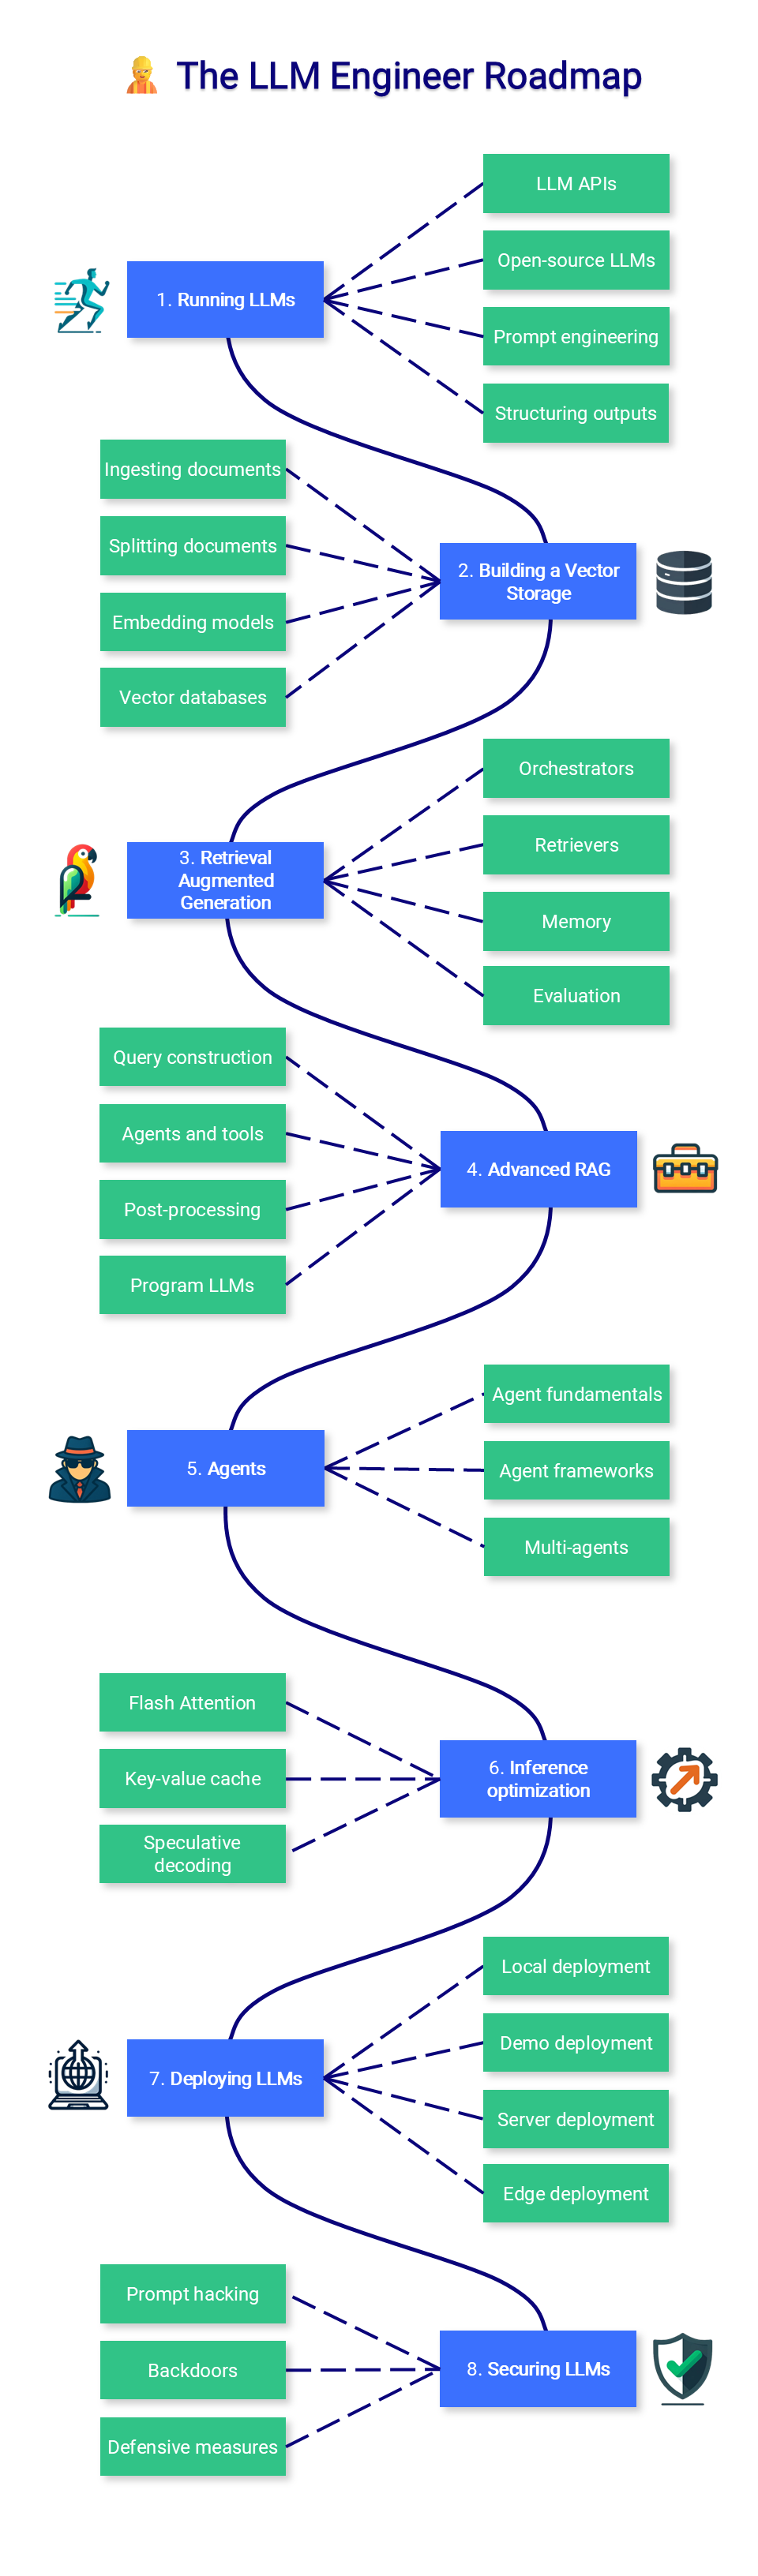 The LLM Engineer Roadmap
1. Running LLMs
LLM APIs
Open-source LLMs
Prompt engineering
Structuring outputs
2. Building a Vector
Storage
Ingesting documents
Splitting documents
Embedding models
Vector databases
3. Retrieval
Augmented
Generation
Orchestrators
Retrievers
Memory
Evaluation
4. Advanced RAG
Query construction
Agents and tools
Post-processing
Program LLMs
5. Agents
Agent fundamentals
Agent frameworks
Multi-agents
6. Inference
optimization
Flash Attention
Key-value cache
Speculative
decoding
7. Deploying LLMs
Local deployment
Demo deployment
Server deployment
Edge deployment
8. Securing LLMs
Prompt hacking
Backdoors
Defensive measures